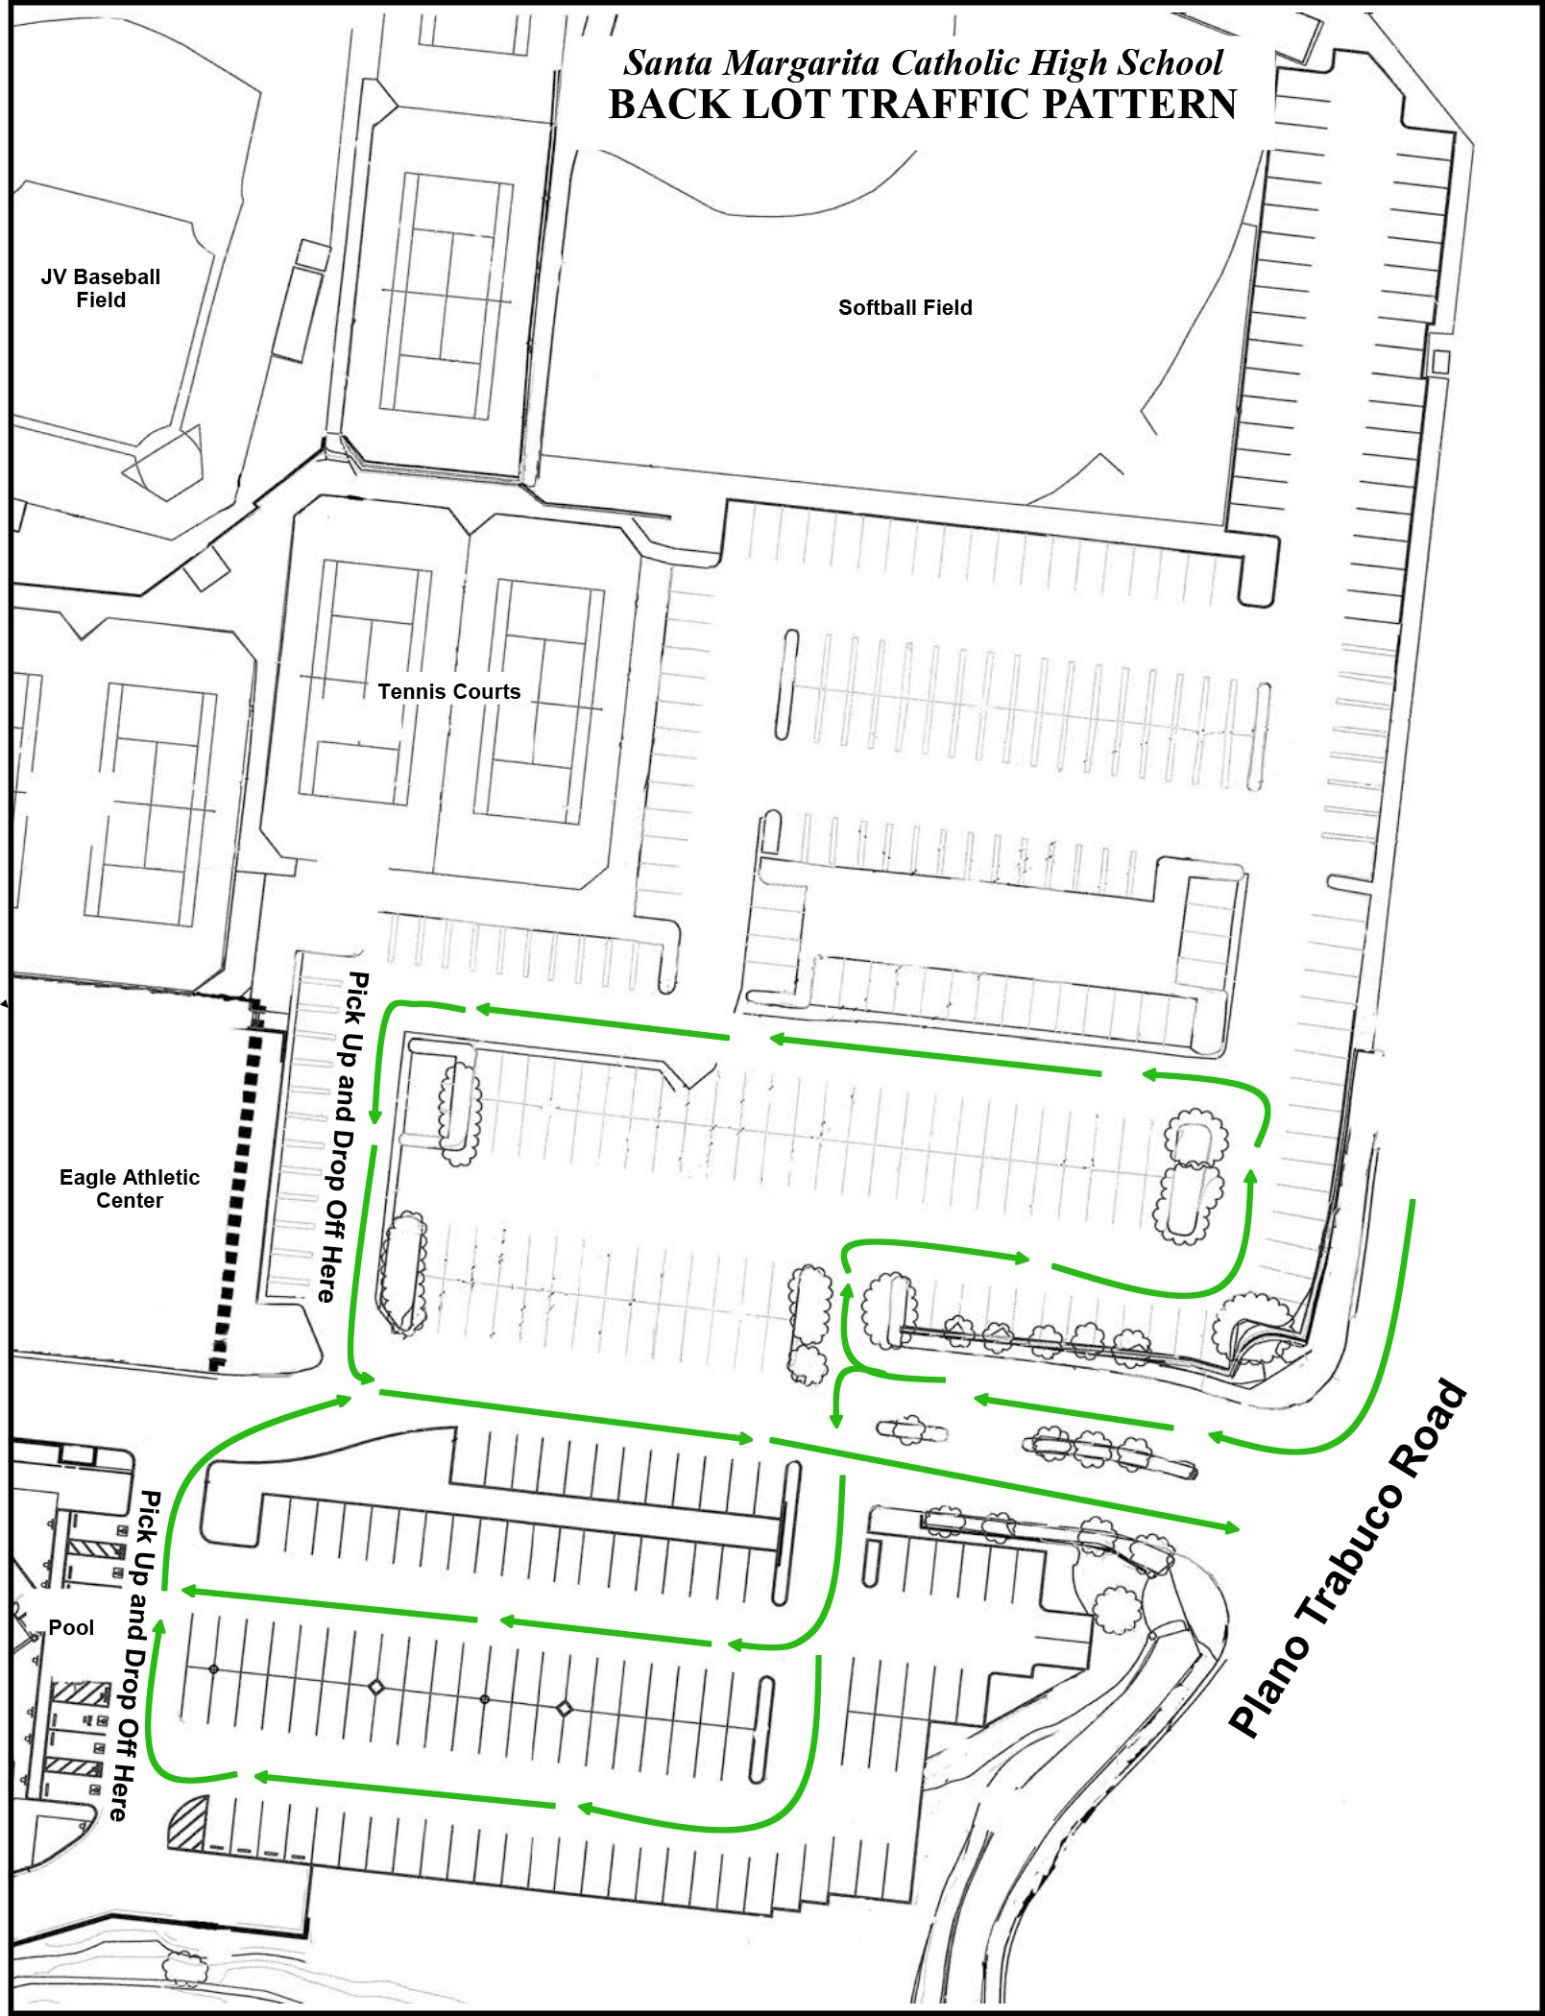 Santa Margarita Catholic High School
BACK LOT TRAFFIC PATTERN
JV Baseball
Field
Softball Field
Tennis Courts
Pick Up and Drop Off Here
Eagle Athletic
Center
Plano Trabuco Road
Pick Up and Drop Off Here
Pool